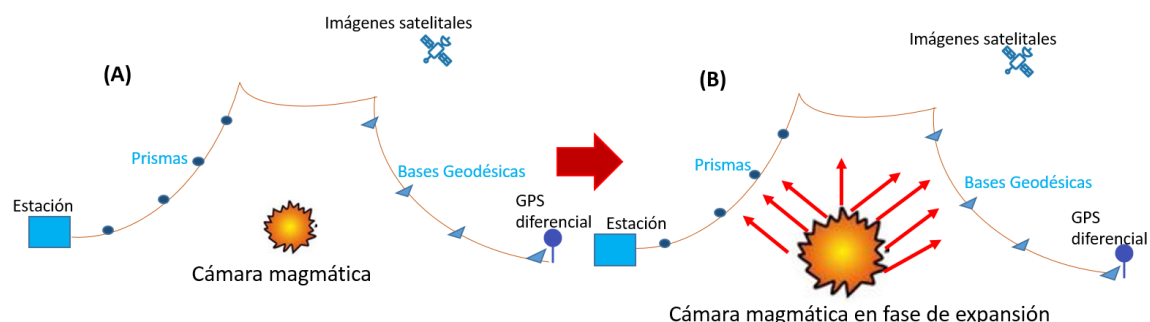 Imágenes satelitales
(A)
Prismas
Bases Geodésicas
Estación
GPS
diferencial
Cámara magmática
Imágenes satelitales
(B)
Prismas
Bases Geodésicas
Estación
GPS
diferencial
Cámara magmática en fase de expansión